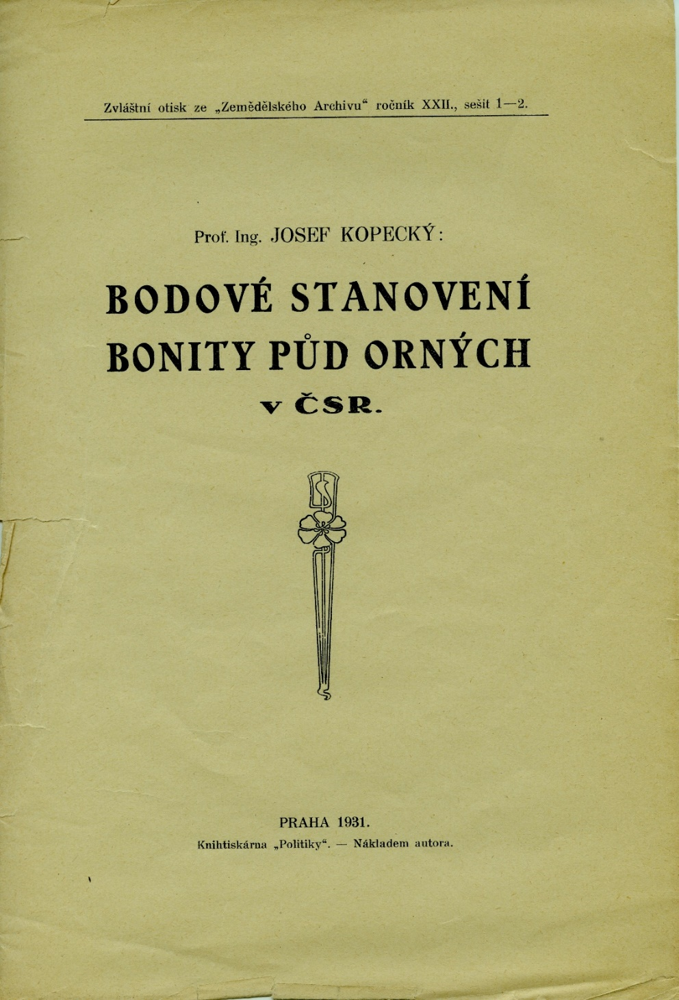 Zvláštní otisk ze „Zemědělského Archivu“ ročník XXII., sešit 1—2.
Prof. Ing. JOSEF KOPECKÝ:
BODOVÉ STANOVENÍ
BONITY PŮD ORNÝCH
v ČSR.
PRAHA 1931.
Knihtiskárna „Politiky“. — Nákladem autora.